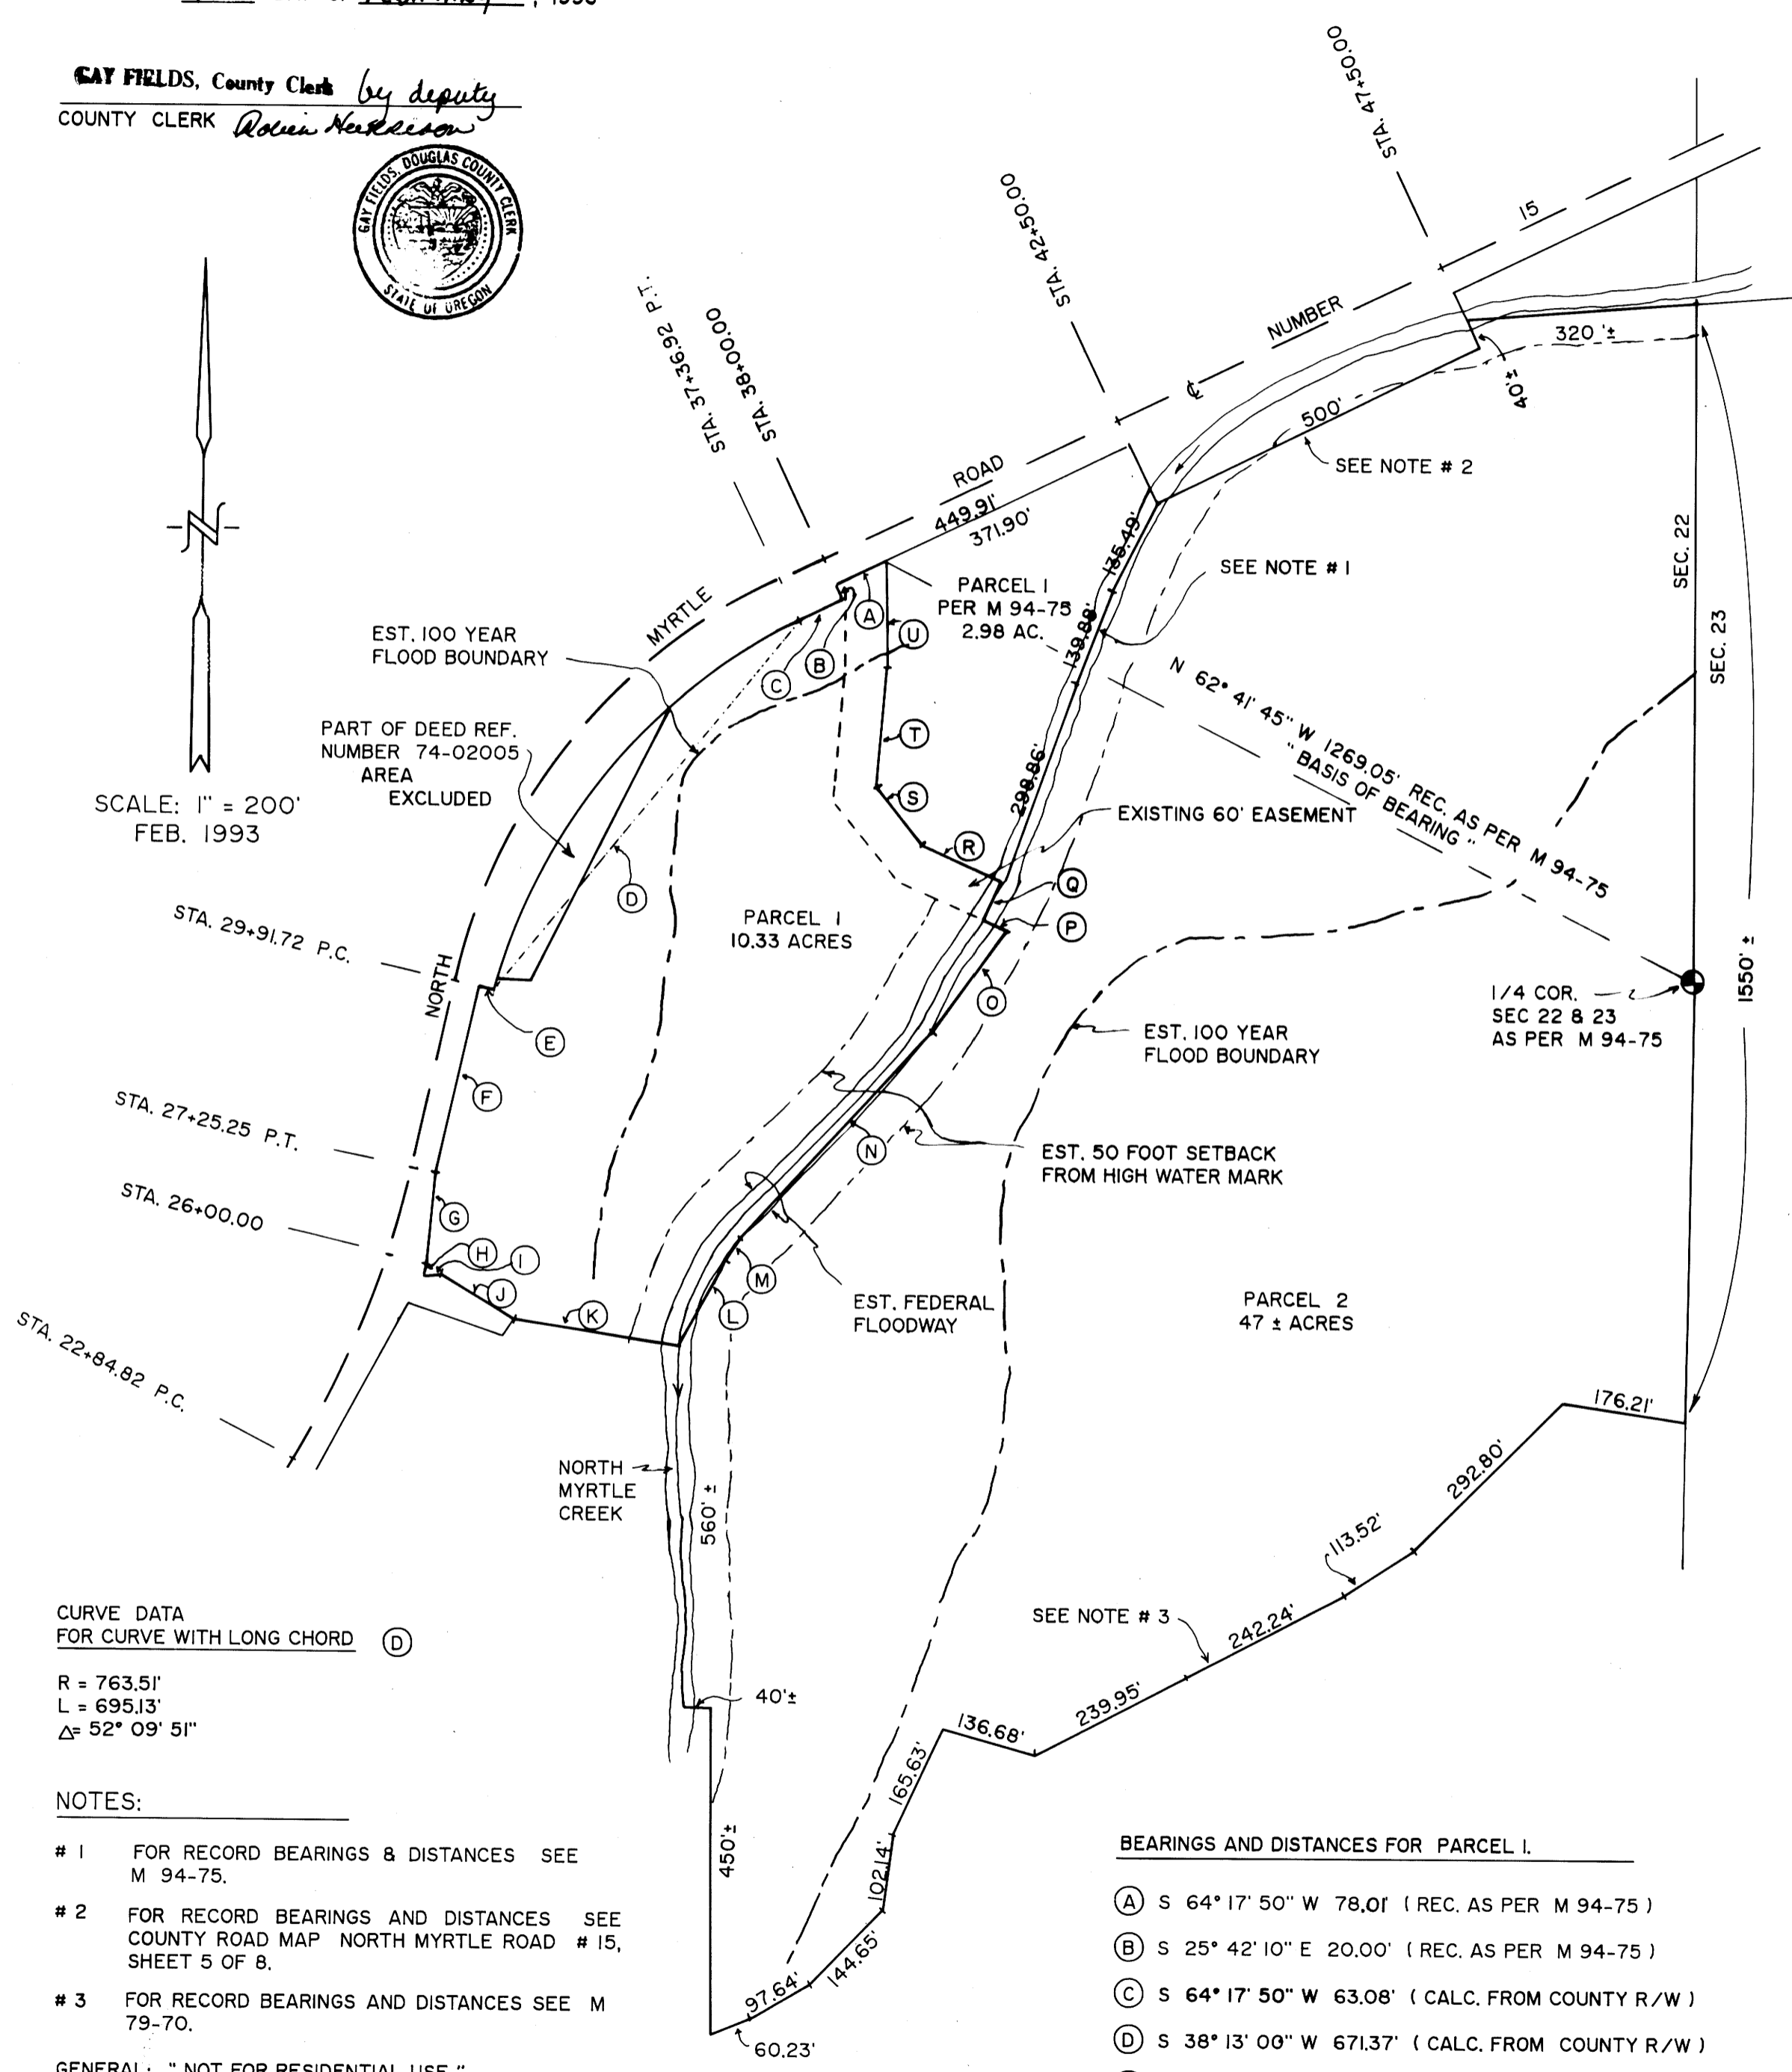 , 1993
GAY FIELDS, County Clerk by deputy
COUNTY CLERK
GAY FIELDS, DOUGLAS COUNTY CLERK
STATE OF OREGON
N
SCALE: 1" = 200'
FEB. 1993
STA. 37+36.92 P.T.
STA. 38+00.00
STA. 42+50.00
STA. 47+50.00
NORTH
MYRTLE
ROAD
NUMBER
15
449.91'
371.90'
320'±
40'±
500'
SEE NOTE # 2
135.49'
SEE NOTE # 1
139.88'
298.86'
PARCEL 1
PER M 94-75
2.98 AC.
A
U
B
C
T
S
R
Q
P
O
EST. 100 YEAR
FLOOD BOUNDARY
PART OF DEED REF.
NUMBER 74-02005
AREA
EXCLUDED
D
N 62° 41' 45" W 1269.05' REC. AS PER M 94-75
" BASIS OF BEARING "
SEC. 22
SEC. 23
EXISTING 60' EASEMENT
PARCEL 1
10.33 ACRES
STA. 29+91.72 P.C.
E
F
STA. 27+25.25 P.T.
STA. 26+00.00
G
H
I
J
K
STA. 22+84.82 P.C.
1/4 COR.
SEC 22 & 23
AS PER M 94-75
1550' ±
EST. 100 YEAR
FLOOD BOUNDARY
N
EST. 50 FOOT SETBACK
FROM HIGH WATER MARK
M
L
EST. FEDERAL
FLOODWAY
PARCEL 2
47 ± ACRES
176.21'
292.80'
113.52'
NORTH
MYRTLE
CREEK
560' ±
SEE NOTE # 3
242.24'
239.95'
136.68'
165.63'
102.14'
144.65'
97.64'
60.23'
40'±
450'±
CURVE DATA
FOR CURVE WITH LONG CHORD D
R = 763.51'
L = 695.13'
Δ= 52° 09' 51"
NOTES:
# 1 FOR RECORD BEARINGS & DISTANCES SEE
M 94-75.
# 2 FOR RECORD BEARINGS AND DISTANCES SEE
COUNTY ROAD MAP NORTH MYRTLE ROAD # 15,
SHEET 5 OF 8.
# 3 FOR RECORD BEARINGS AND DISTANCES SEE M
79-70.
GENERAL: " NOT FOR RESIDENTIAL USE "
BEARINGS AND DISTANCES FOR PARCEL 1.
A S 64° 17' 50" W 78.01' ( REC. AS PER M 94-75 )
B S 25° 42' 10" E 20.00' ( REC. AS PER M 94-75 )
C S 64° 17' 50" W 63.08' ( CALC. FROM COUNTY R/W )
D S 38° 13' 00" W 671.37' ( CALC. FROM COUNTY R/W )